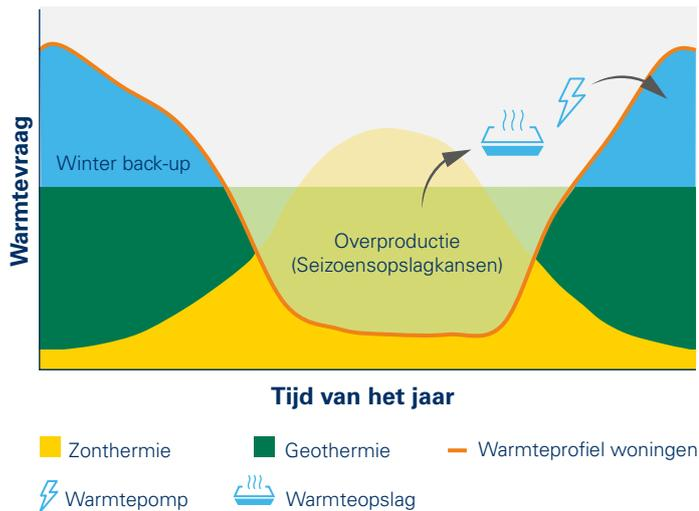 Warmtevraag
Winter back-up
Overproductie
(Seizoensopslagkansen)
Tijd van het jaar
Zonthermie
Geothermie
Warmteprofiel woningen
Warmtepomp
Warmteopslag